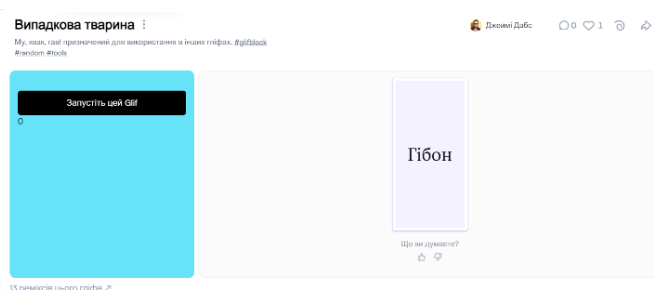 Випадкова тварина
Джеймі Дабс
0
1
Му, квак, гав! призначений для використання в інших гліфах. #glifblock
#random #tools
Запустіть цей Glif
0
Гібон
Що ви думаєте?
13 реміксів цього гліфа ↗